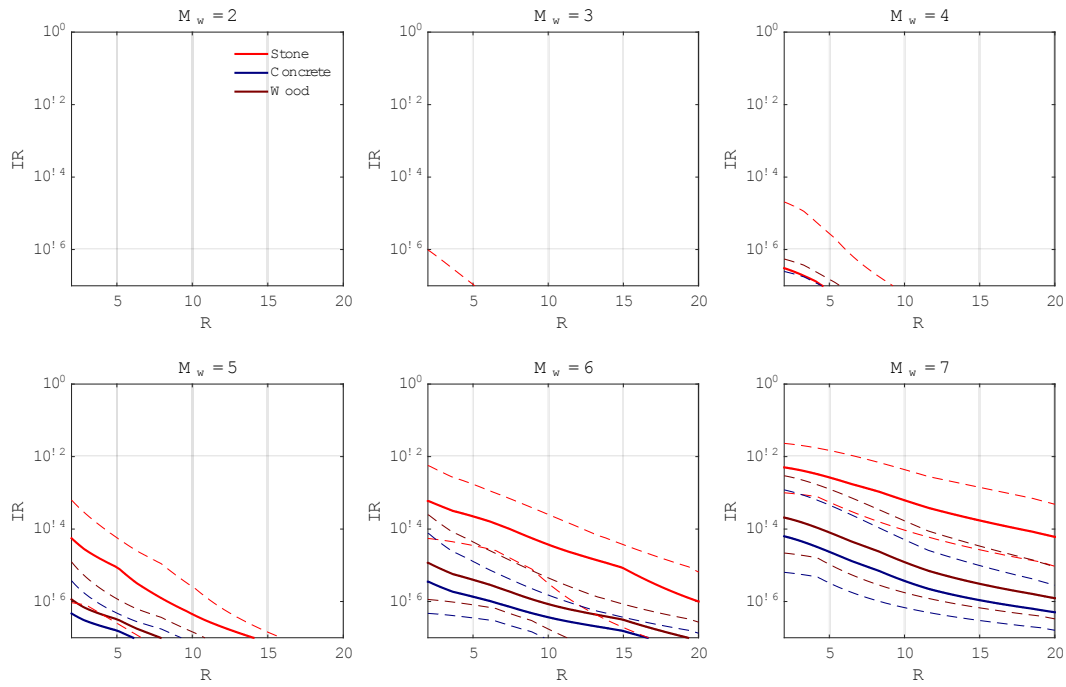 M w = 2
M w = 3
M w = 4
10^0
10^0
10^0
Stone
Concrete
Wood
10^!2
10^!2
10^!2
IR
IR
IR
10^!4
10^!4
10^!4
10^!6
10^!6
10^!6
5 10 15 20
5 10 15 20
5 10 15 20
R
R
R
M w = 5
M w = 6
M w = 7
10^0
10^0
10^0
10^!2
10^!2
10^!2
IR
IR
IR
10^!4
10^!4
10^!4
10^!6
10^!6
10^!6
5 10 15 20
5 10 15 20
5 10 15 20
R
R
R